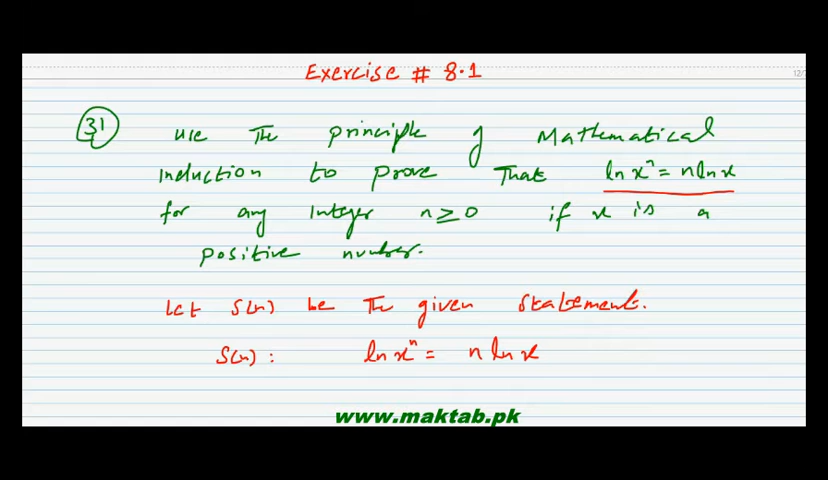 Exercise # 8.1
31 use The principle of Mathematical
induction to prove That ln xⁿ = n ln x
for any integer n ≥ 0 if x is a
positive number.
Let S(n) be The given statement.
S(n) : ln xⁿ = n ln x
www.maktab.pk